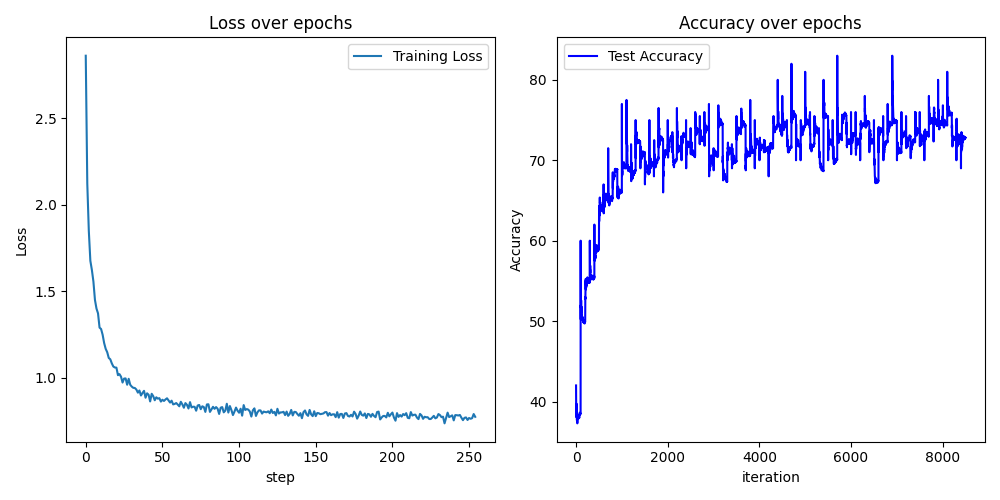 Loss over epochs
Training Loss
2.5
2.0
1.5
1.0
Loss
0
50
100
150
200
250
step
Accuracy over epochs
Test Accuracy
80
70
60
50
40
Accuracy
0
2000
4000
6000
8000
iteration